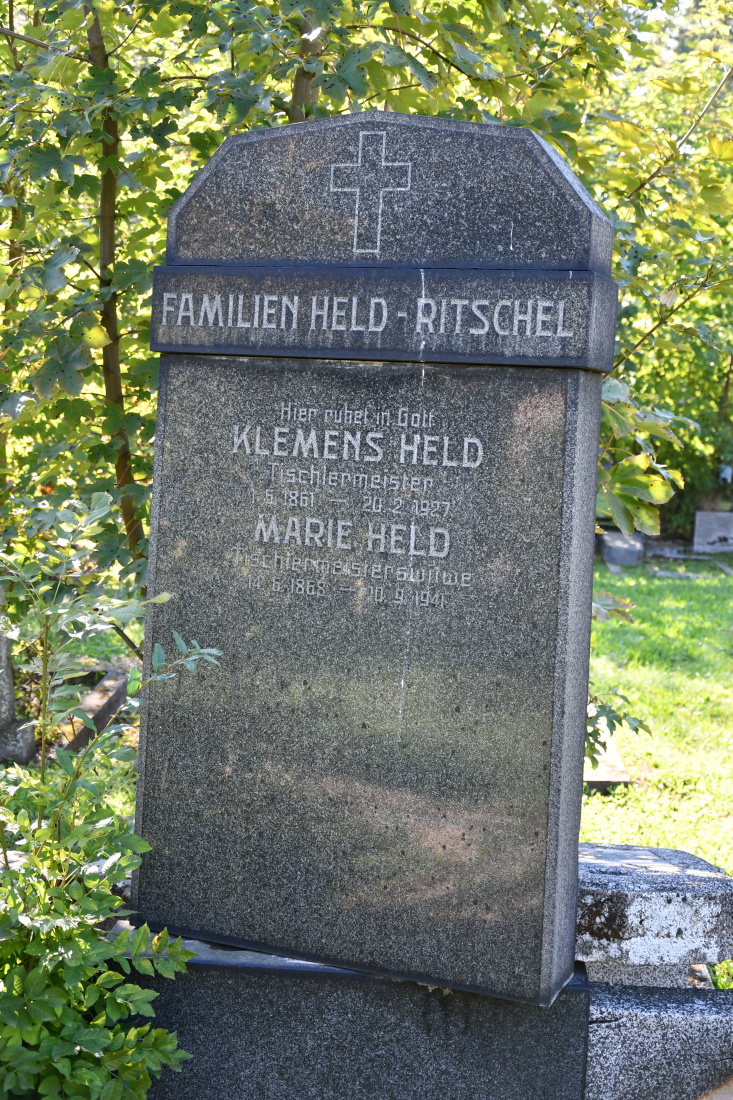 FAMILIEN HELD-RITSCHEL
Hier ruhet in Gott
KLEMENS HELD
Tischlermeister
1.6.1861 — 20.2.1927
MARIE HELD
Tischlermeisterswitwe
14.6.1868 — 10.9.1941